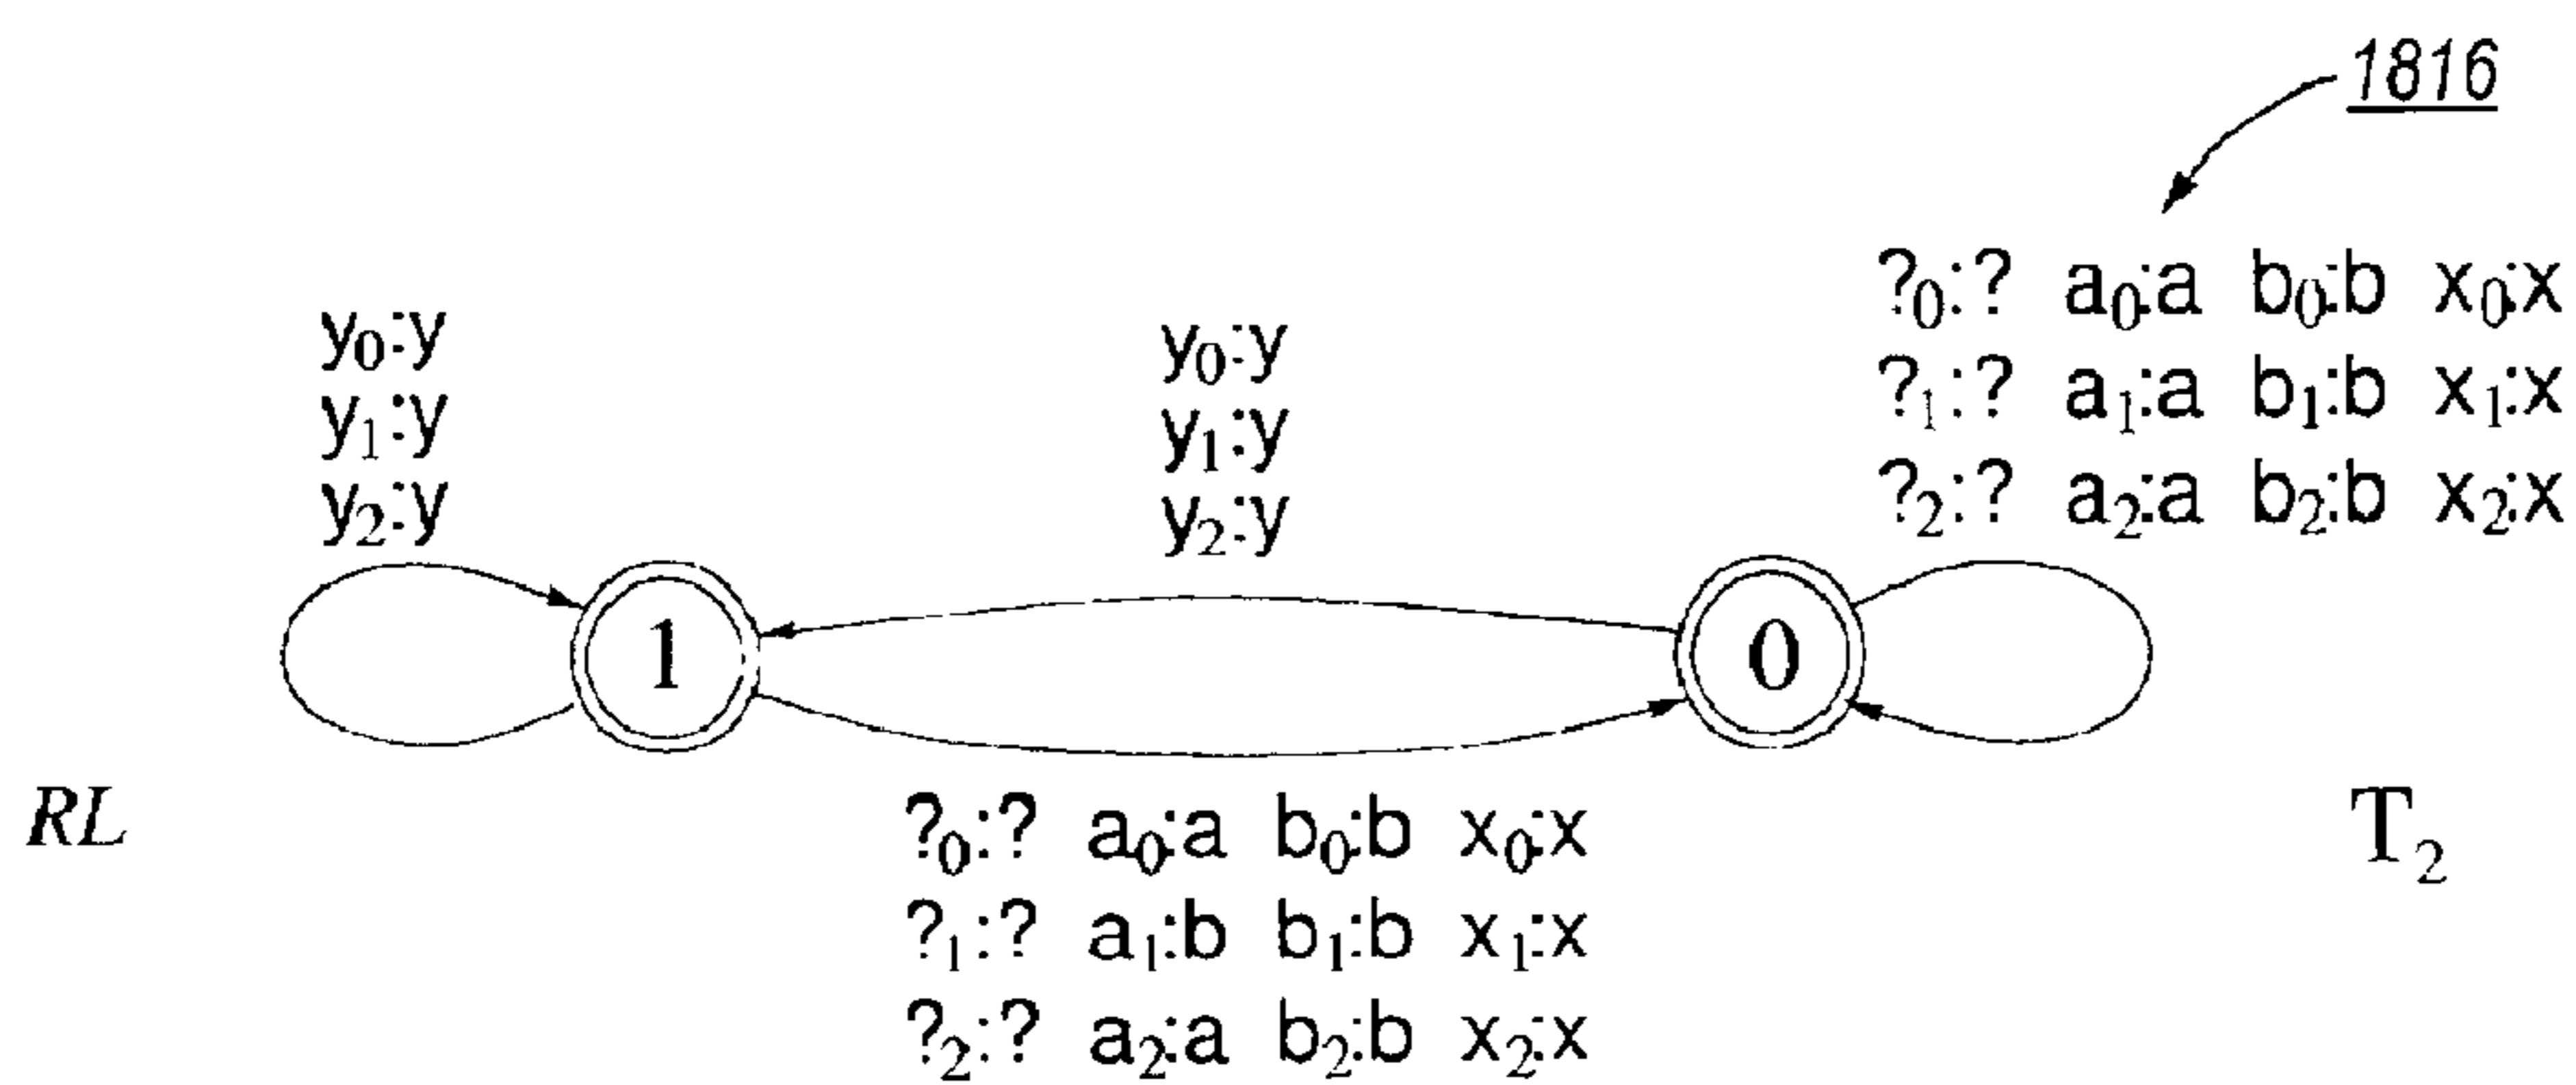 1816
?₀:? a₀:a b₀:b x₀:x
?₁:? a₁:a b₁:b x₁:x
?₂:? a₂:a b₂:b x₂:x
y₀:y
y₁:y
y₂:y
y₀:y
y₁:y
y₂:y
1
0
RL
T₂
?₀:? a₀:a b₀:b x₀:x
?₁:? a₁:b b₁:b x₁:x
?₂:? a₂:a b₂:b x₂:x